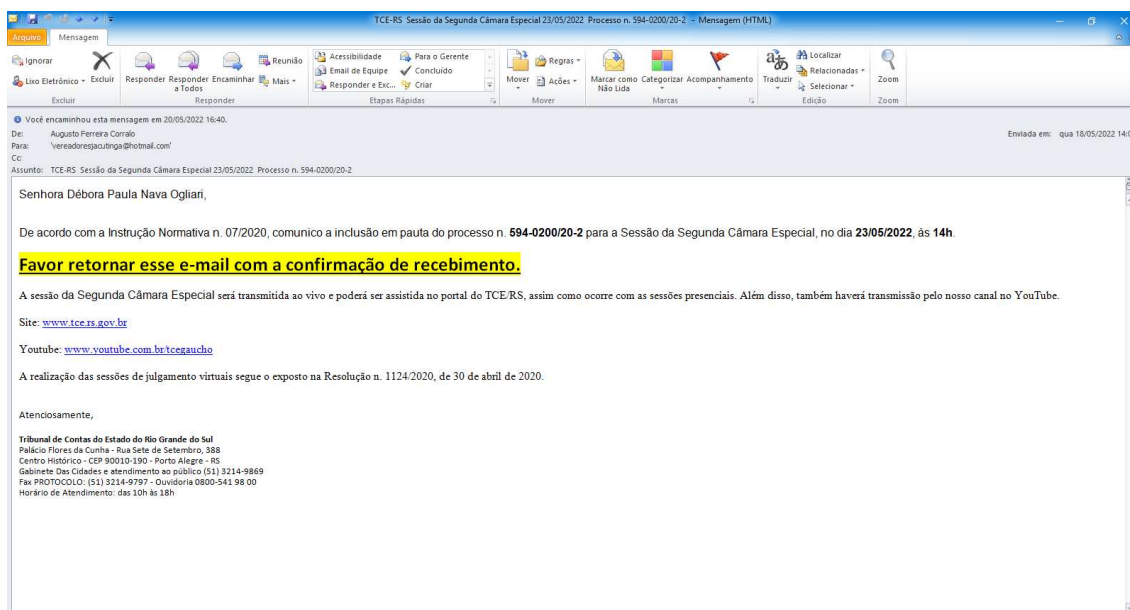 TCE-RS Sessão da Segunda Câmara Especial 23/05/2022 Processo n. 594-0200/20-2 - Mensagem (HTML)
Arquivo Mensagem
Ignorar
Lixo Eletrônico
Excluir
Responder
Responder a Todos
Encaminhar
Reunião
Mais
Acessibilidade
Email de Equipe
Responder e Exc...
Para o Gerente
Concluído
Criar
Mover
Regras
Ações
Marcar como Não Lida
Categorizar
Acompanhamento
Traduzir
Localizar
Relacionadas
Selecionar
Zoom
Excluir Responder Etapas Rápidas Mover Marcas Edição Zoom
Você encaminhou esta mensagem em 20/05/2022 16:40.
De: Augusto Ferreira Corralo Enviada em: qua 18/05/2022
Para: 'vereadoresjacutinga@hotmail.com'
Cc:
Assunto: TCE-RS Sessão da Segunda Câmara Especial 23/05/2022 Processo n. 594-0200/20-2
Senhora Débora Paula Nava Ogliari,
De acordo com a Instrução Normativa n. 07/2020, comunico a inclusão em pauta do processo n. 594-0200/20-2 para a Sessão da Segunda Câmara Especial, no dia 23/05/2022, às 14h.
Favor retornar esse e-mail com a confirmação de recebimento.
A sessão da Segunda Câmara Especial será transmitida ao vivo e poderá ser assistida no portal do TCE/RS, assim como ocorre com as sessões presenciais. Além disso, também haverá transmissão pelo nosso canal no YouTube.
Site: www.tce.rs.gov.br
Youtube: www.youtube.com.br/tcegaucho
A realização das sessões de julgamento virtuais segue o exposto na Resolução n. 1124/2020, de 30 de abril de 2020.
Atenciosamente,
Tribunal de Contas do Estado do Rio Grande do Sul
Palácio Flores da Cunha - Rua Sete de Setembro, 388
Centro Histórico - CEP 90010-190 - Porto Alegre - RS
Gabinete Das Cidades e atendimento ao público (51) 3214-9869
Fax PROTOCOLO: (51) 3214-9797 - Ouvidoria 0800-541 98 00
Horário de Atendimento: das 10h às 18h